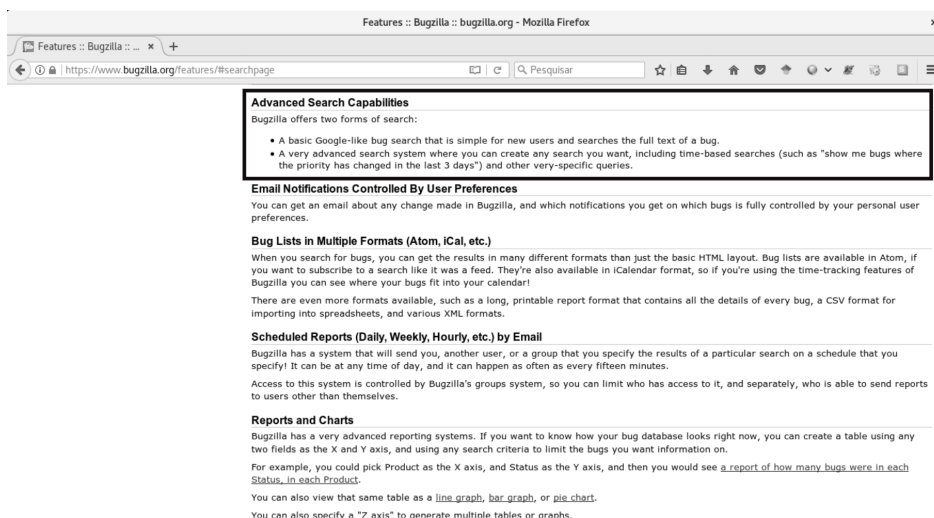 Features :: Bugzilla :: bugzilla.org - Mozilla Firefox
Features :: Bugzilla :: ... × +
https://www.bugzilla.org/features/#searchpage
Pesquisar
Advanced Search Capabilities
Bugzilla offers two forms of search:
• A basic Google-like bug search that is simple for new users and searches the full text of a bug.
• A very advanced search system where you can create any search you want, including time-based searches (such as "show me bugs where
the priority has changed in the last 3 days") and other very-specific queries.
Email Notifications Controlled By User Preferences
You can get an email about any change made in Bugzilla, and which notifications you get on which bugs is fully controlled by your personal user
preferences.
Bug Lists in Multiple Formats (Atom, iCal, etc.)
When you search for bugs, you can get the results in many different formats than just the basic HTML layout. Bug lists are available in Atom, if
you want to subscribe to a search like it was a feed. They're also available in iCalendar format, so if you're using the time-tracking features of
Bugzilla you can see where your bugs fit into your calendar!
There are even more formats available, such as a long, printable report format that contains all the details of every bug, a CSV format for
importing into spreadsheets, and various XML formats.
Scheduled Reports (Daily, Weekly, Hourly, etc.) by Email
Bugzilla has a system that will send you, another user, or a group that you specify the results of a particular search on a schedule that you
specify! It can be at any time of day, and it can happen as often as every fifteen minutes.
Access to this system is controlled by Bugzilla's groups system, so you can limit who has access to it, and separately, who is able to send reports
to users other than themselves.
Reports and Charts
Bugzilla has a very advanced reporting systems. If you want to know how your bug database looks right now, you can create a table using any
two fields as the X and Y axis, and using any search criteria to limit the bugs you want information on.
For example, you could pick Product as the X axis, and Status as the Y axis, and then you would see a report of how many bugs were in each
Status, in each Product.
You can also view that same table as a line graph, bar graph, or pie chart.
You can also specify a "Z axis" to generate multiple tables or graphs.